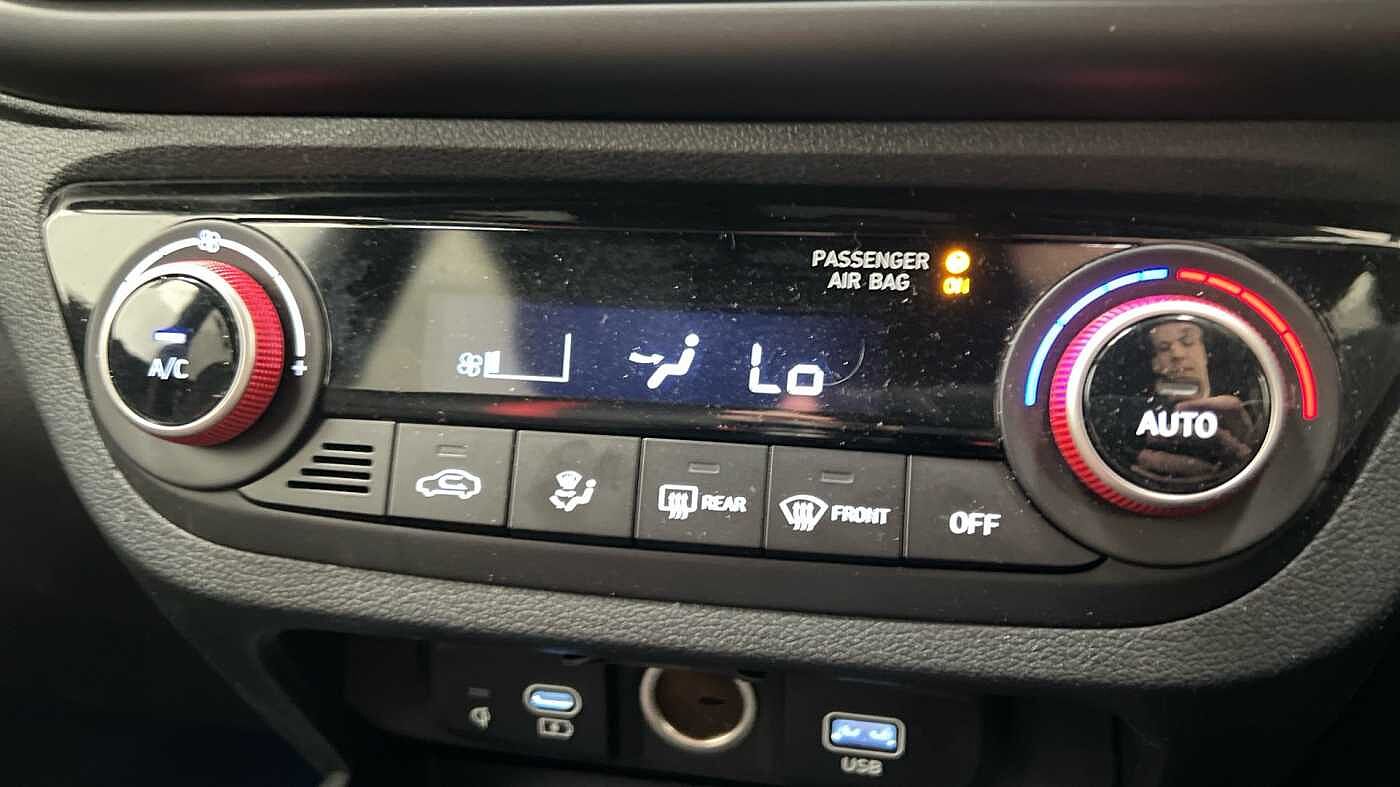 PASSENGER
AIR BAG
ON
Lo
A/C
+
AUTO
REAR
FRONT
OFF
USB